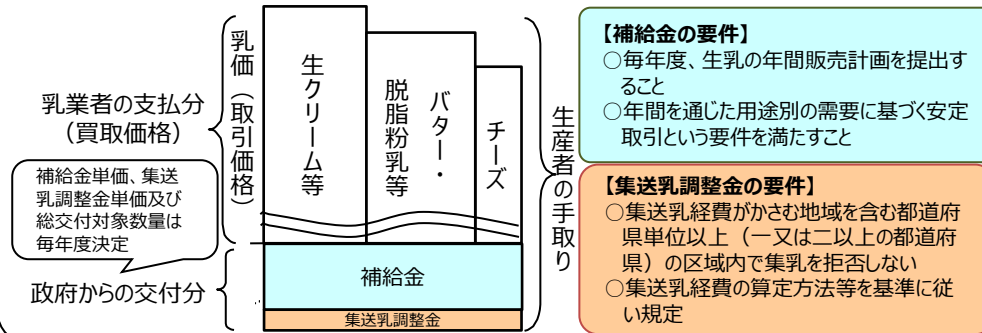 乳業者の支払分
（買取価格）
補給金単価、集送
乳調整金単価及び
総交付対象数量は
毎年度決定
政府からの交付分
乳価（取引価格）
生クリーム等
バター・
脱脂粉乳等
チーズ
補給金
集送乳調整金
生産者の手取り
【補給金の要件】
○毎年度、生乳の年間販売計画を提出す
ること
○年間を通じた用途別の需要に基づく安定
取引という要件を満たすこと
【集送乳調整金の要件】
○集送乳経費がかさむ地域を含む都道府
県単位以上（一又は二以上の都道府
県）の区域内で集乳を拒否しない
○集送乳経費の算定方法等を基準に従
い規定